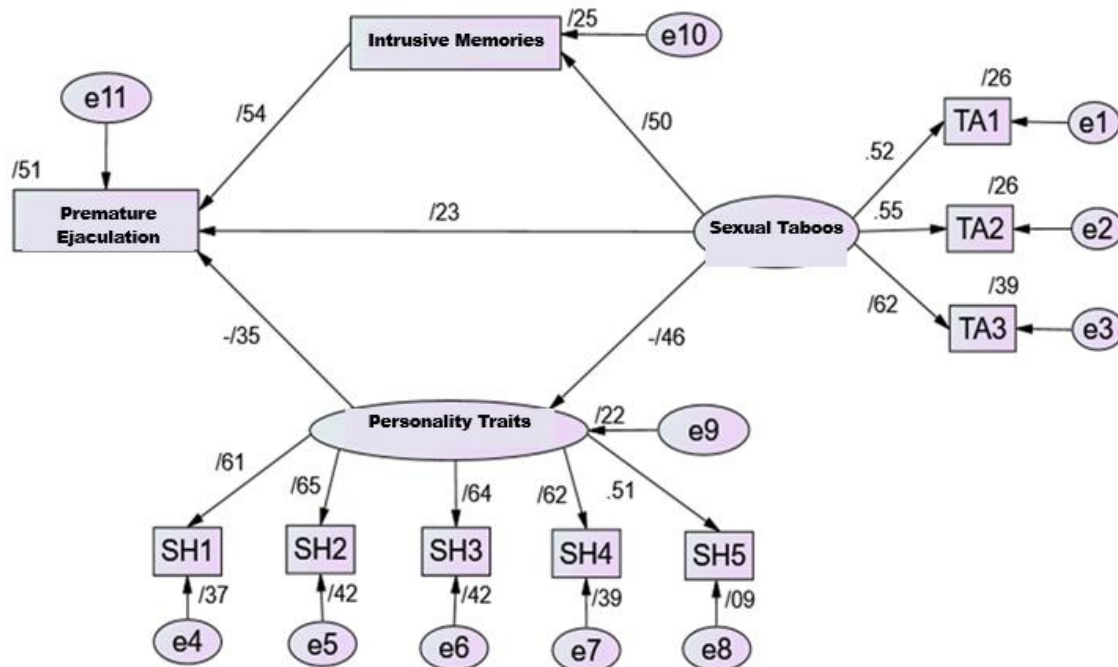 /25
Intrusive Memories
e10
e11
/54
/50
/26
TA1
e1
.52
/51
Premature
Ejaculation
/23
Sexual Taboos
/26
.55
TA2
e2
/39
/62
TA3
e3
-/35
-/46
Personality Traits
/22
e9
/61
/65
/64
/62
.51
SH1
SH2
SH3
SH4
SH5
/37
/42
/42
/39
/09
e4
e5
e6
e7
e8